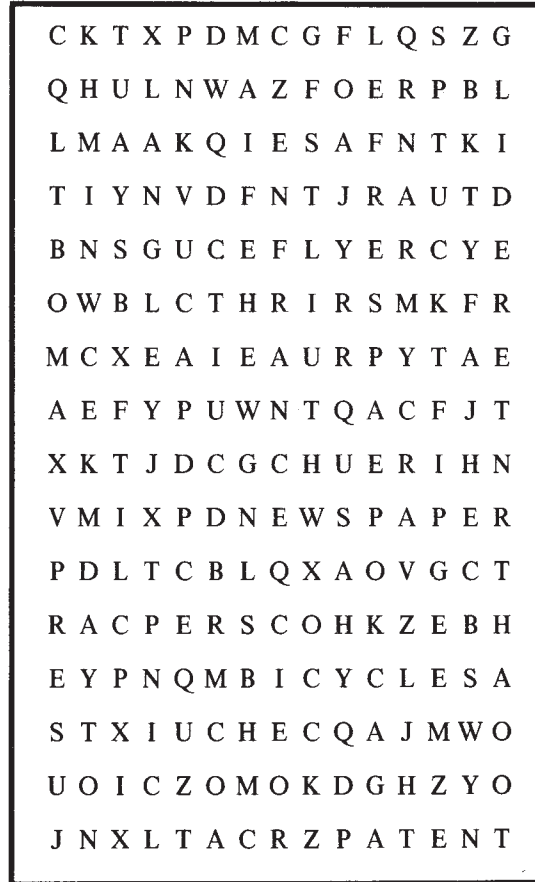 C K T X P D M C G F L Q S Z G
Q H U L N W A Z F O E R P B L
L M A A K Q I E S A F N T K I
T I Y N V D F N T J R A U T D
B N S G U C E F L Y E R C Y E
O W B L C T H R I R S M K F R
M C X E A I E A U R P Y T A E
A E F Y P U W N T Q A C F J T
X K T J D C G C H U E R I H N
V M I X P D N E W S P A P E R
P D L T C B L Q X A O V G C T
R A C P E R S C O H K Z E B H
E Y P N Q M B I C Y C L E S A
S T X I U C H E C Q A J M W O
U O I C Z O M O K D G H Z Y O
J N X L T A C R Z P A T E N T